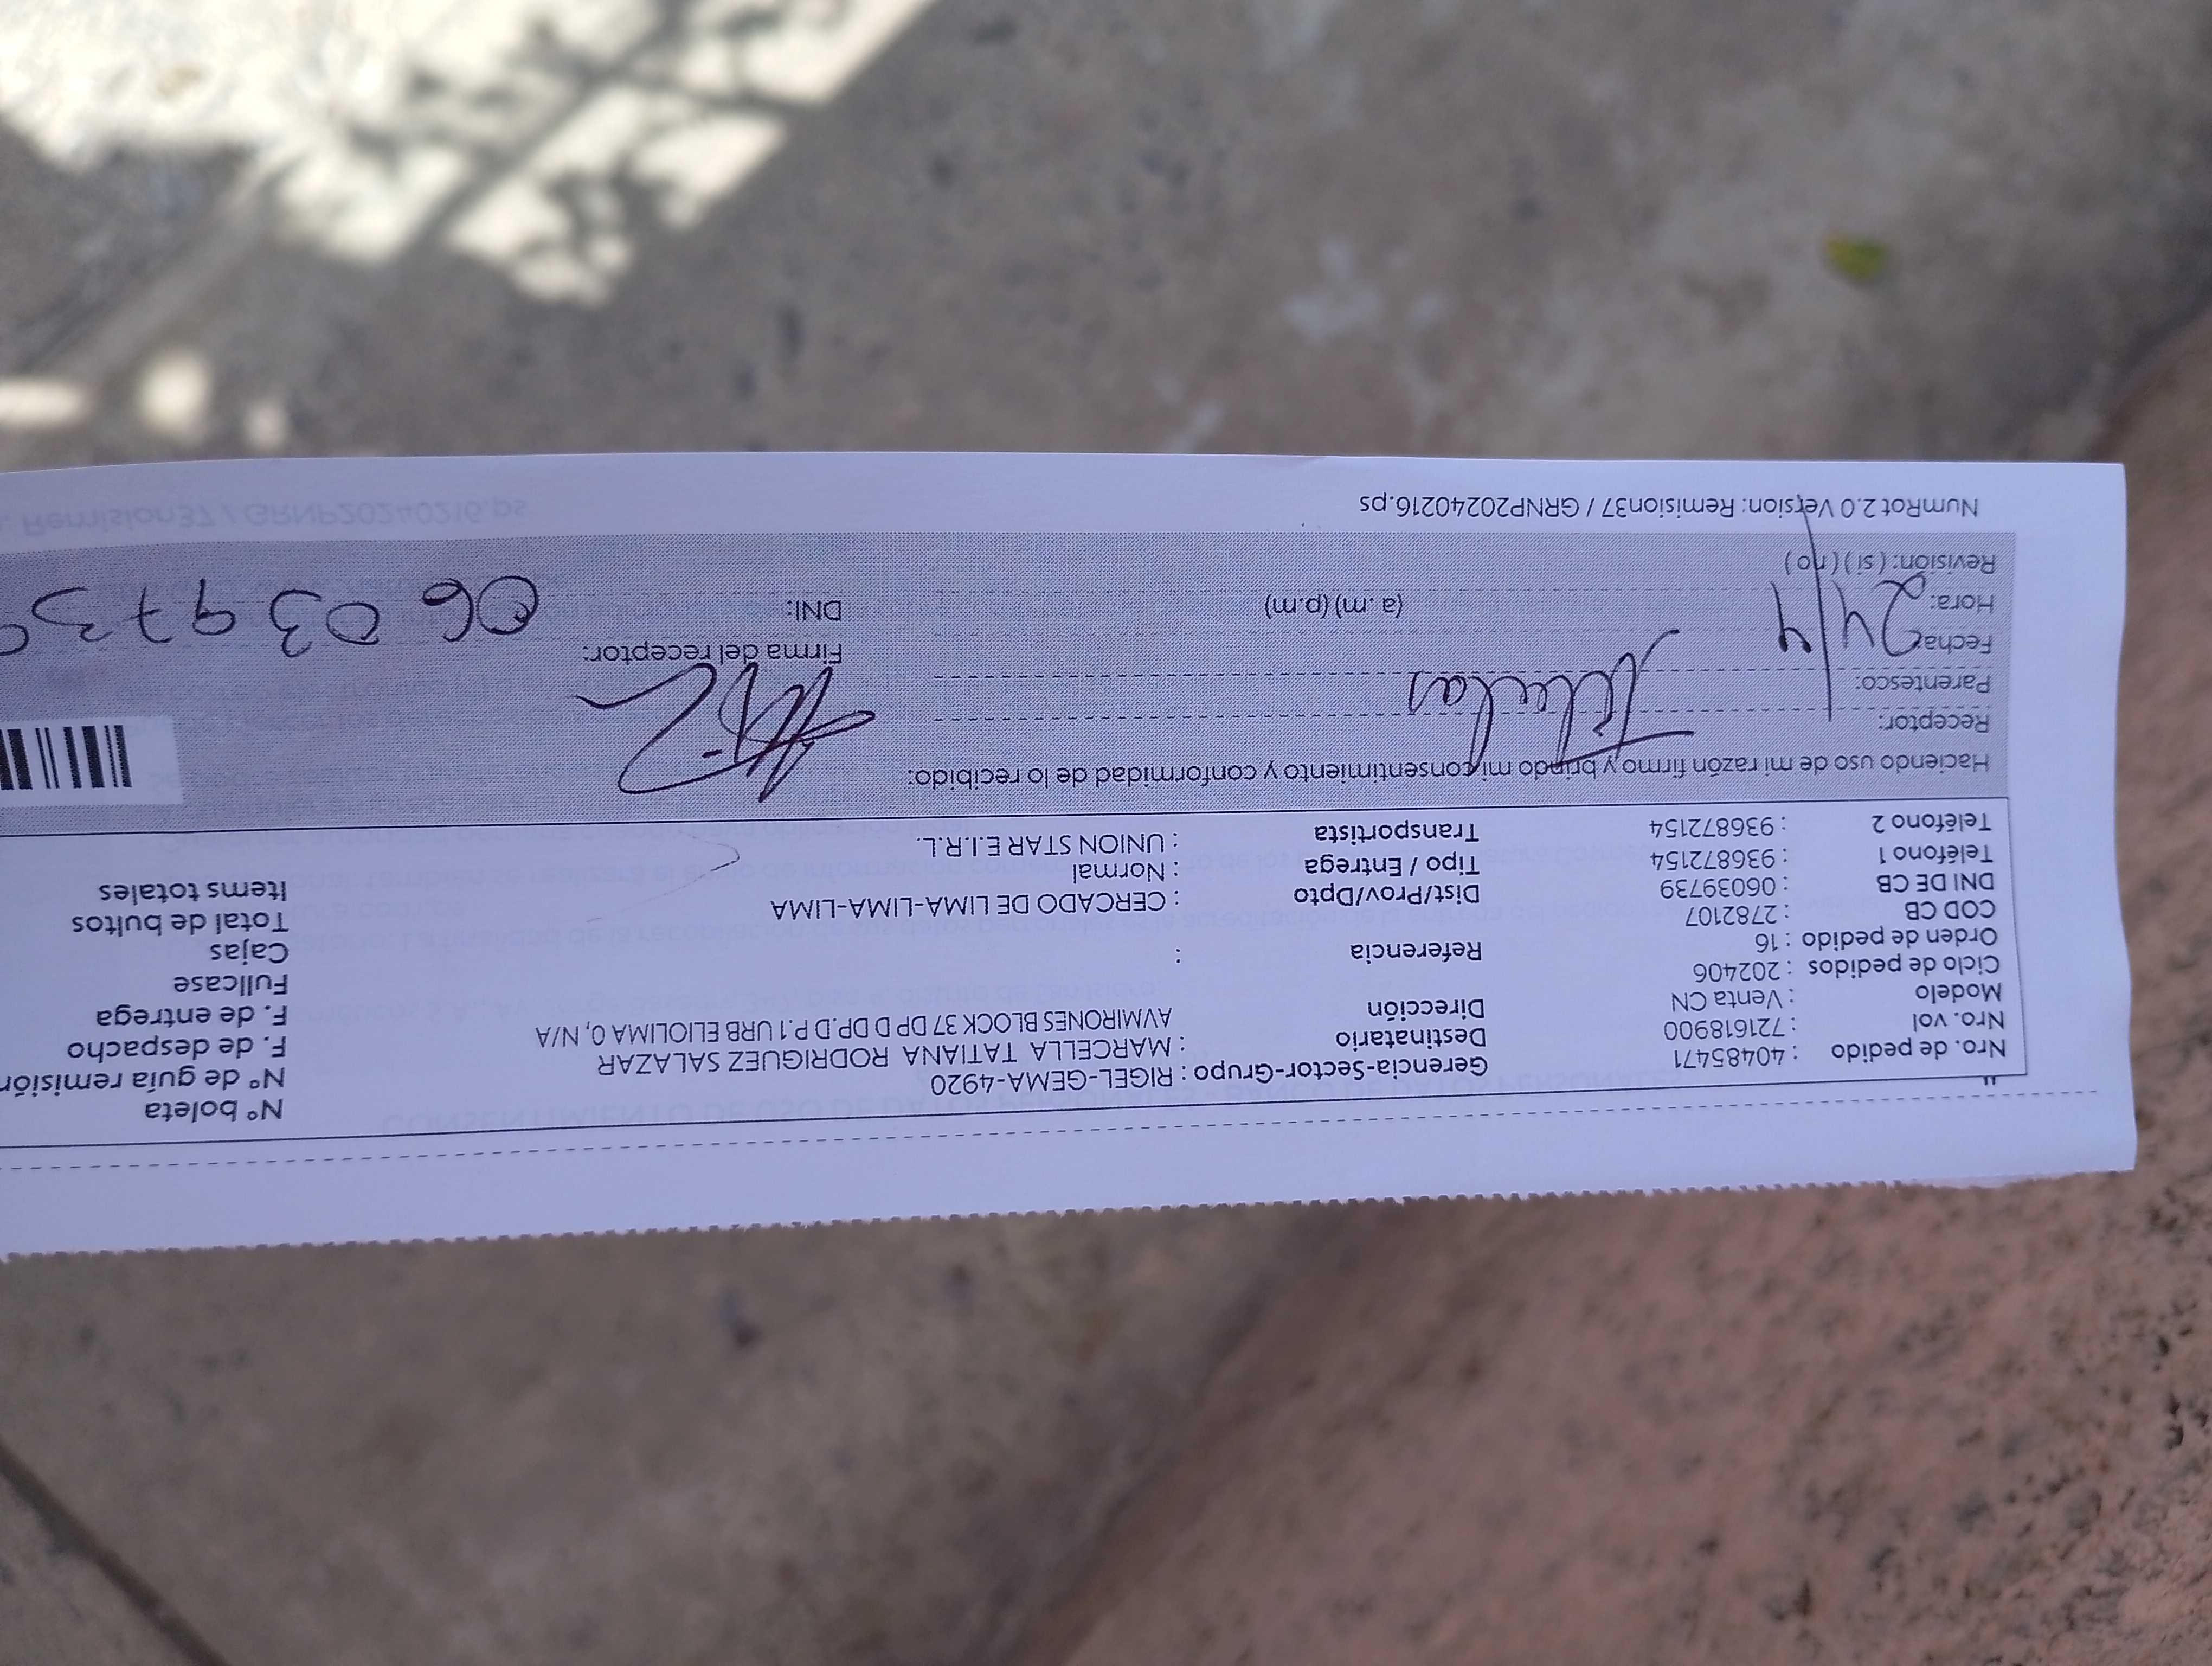 Nro. de pedido : 40485471 Gerencia-Sector-Grupo : RIGEL-GEMA-4920 Nº boleta
Nro. vol : 721618900 Destinatario : MARCELLA TATIANA RODRIGUEZ SALAZAR Nº de guía remisión
Modelo : Venta CN Dirección AVMIRONES BLOCK 37 DP D DP.D P.1 URB ELIOLIMA 0, N/A F. de despacho
Ciclo de pedidos : 202406 F. de entrega
Orden de pedido : 16 Referencia : Fullcase
COD CB : 2782107 Cajas
DNI DE CB : 06039739 Dist/Prov/Dpto : CERCADO DE LIMA-LIMA-LIMA Total de bultos
Teléfono 1 : 936872154 Tipo / Entrega : Normal Items totales
Teléfono 2 : 936872154 Transportista : UNION STAR E.I.R.L.
Haciendo uso de mi razón firmo y brindo mi consentimiento y conformidad de lo recibido:
Receptor:
Parentesco:
Fecha: 24/4 Firma del receptor:
Hora: (a.m) (p.m) DNI: 0603973
Revisión: (si) (no)
NumRot 2.0 Version: Remision37 / GRNP20240216.ps